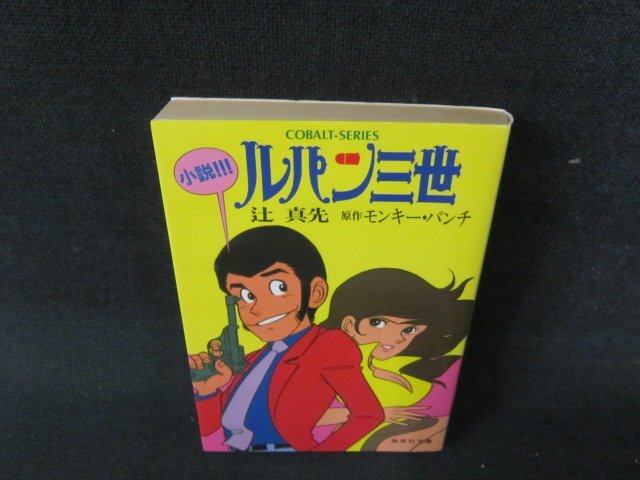 COBALT-SERIES
小説!!!
ルパン三世
辻 真先 原作 モンキー・パンチ
集英社文庫